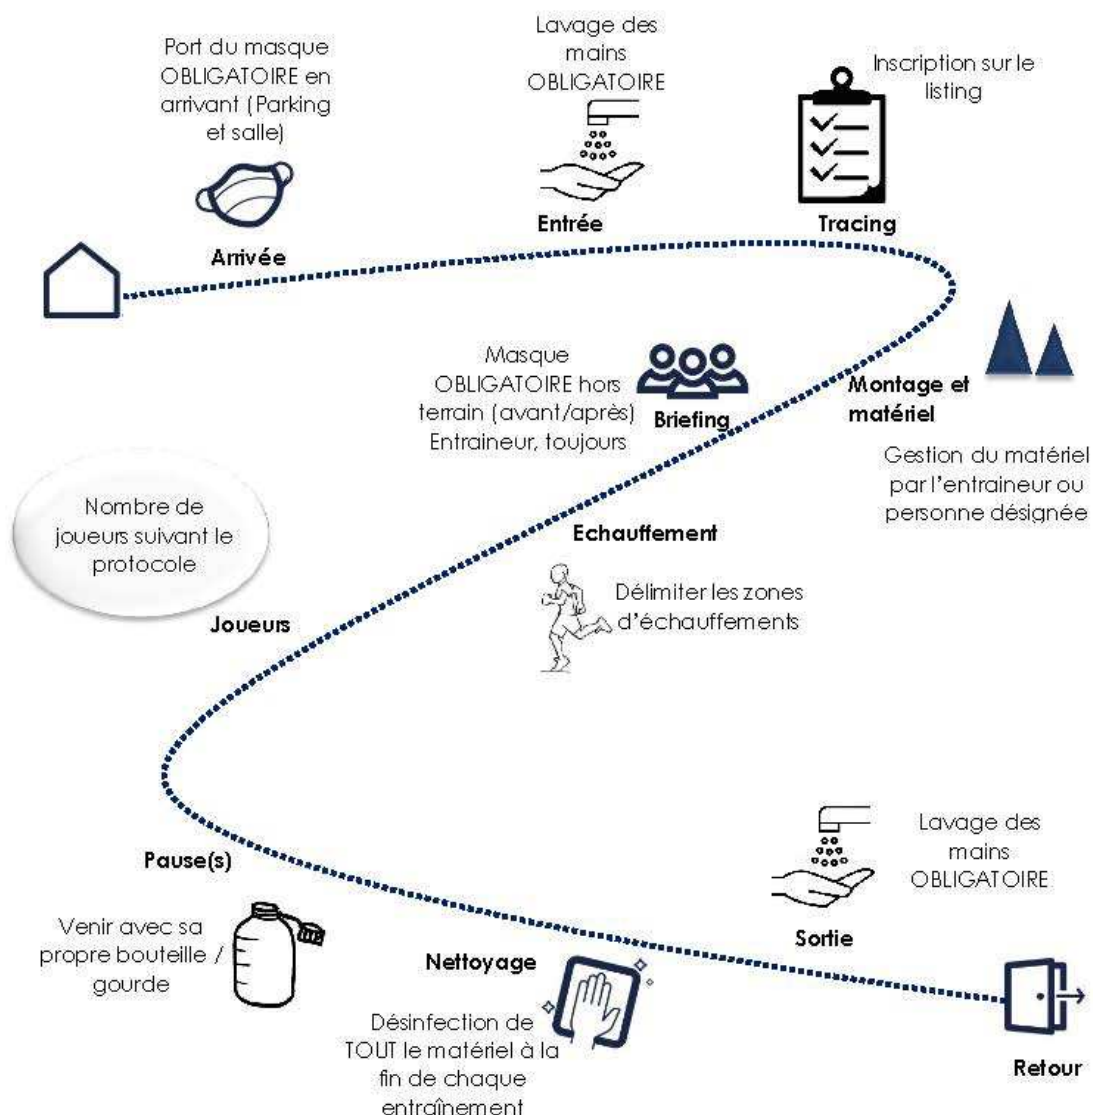 Port du masque
OBLIGATOIRE en
arrivant (Parking
et salle)
Arrivée
Lavage des
mains
OBLIGATOIRE
Entrée
Inscription sur le
listing
Tracing
Montage et
matériel
Gestion du matériel
par l'entraineur ou
personne désignée
Masque
OBLIGATOIRE hors
terrain (avant/après)
Entraineur, toujours
Briefing
Echauffement
Délimiter les zones
d'échauffements
Nombre de
joueurs suivant le
protocole
Joueurs
Pause(s)
Venir avec sa
propre bouteille /
gourde
Nettoyage
Désinfection de
TOUT le matériel à la
fin de chaque
entraînement
Lavage des
mains
OBLIGATOIRE
Sortie
Retour